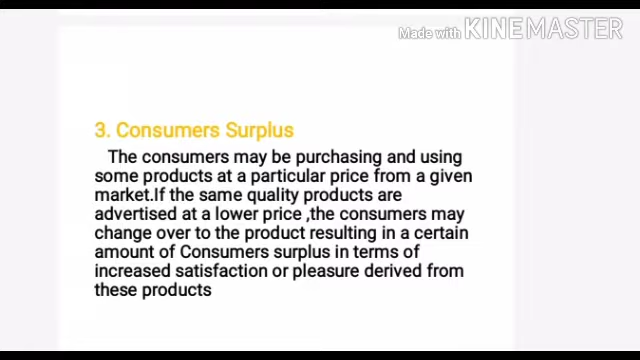 Made with KINEMASTER
3. Consumers Surplus
The consumers may be purchasing and using
some products at a particular price from a given
market.If the same quality products are
advertised at a lower price ,the consumers may
change over to the product resulting in a certain
amount of Consumers surplus in terms of
increased satisfaction or pleasure derived from
these products